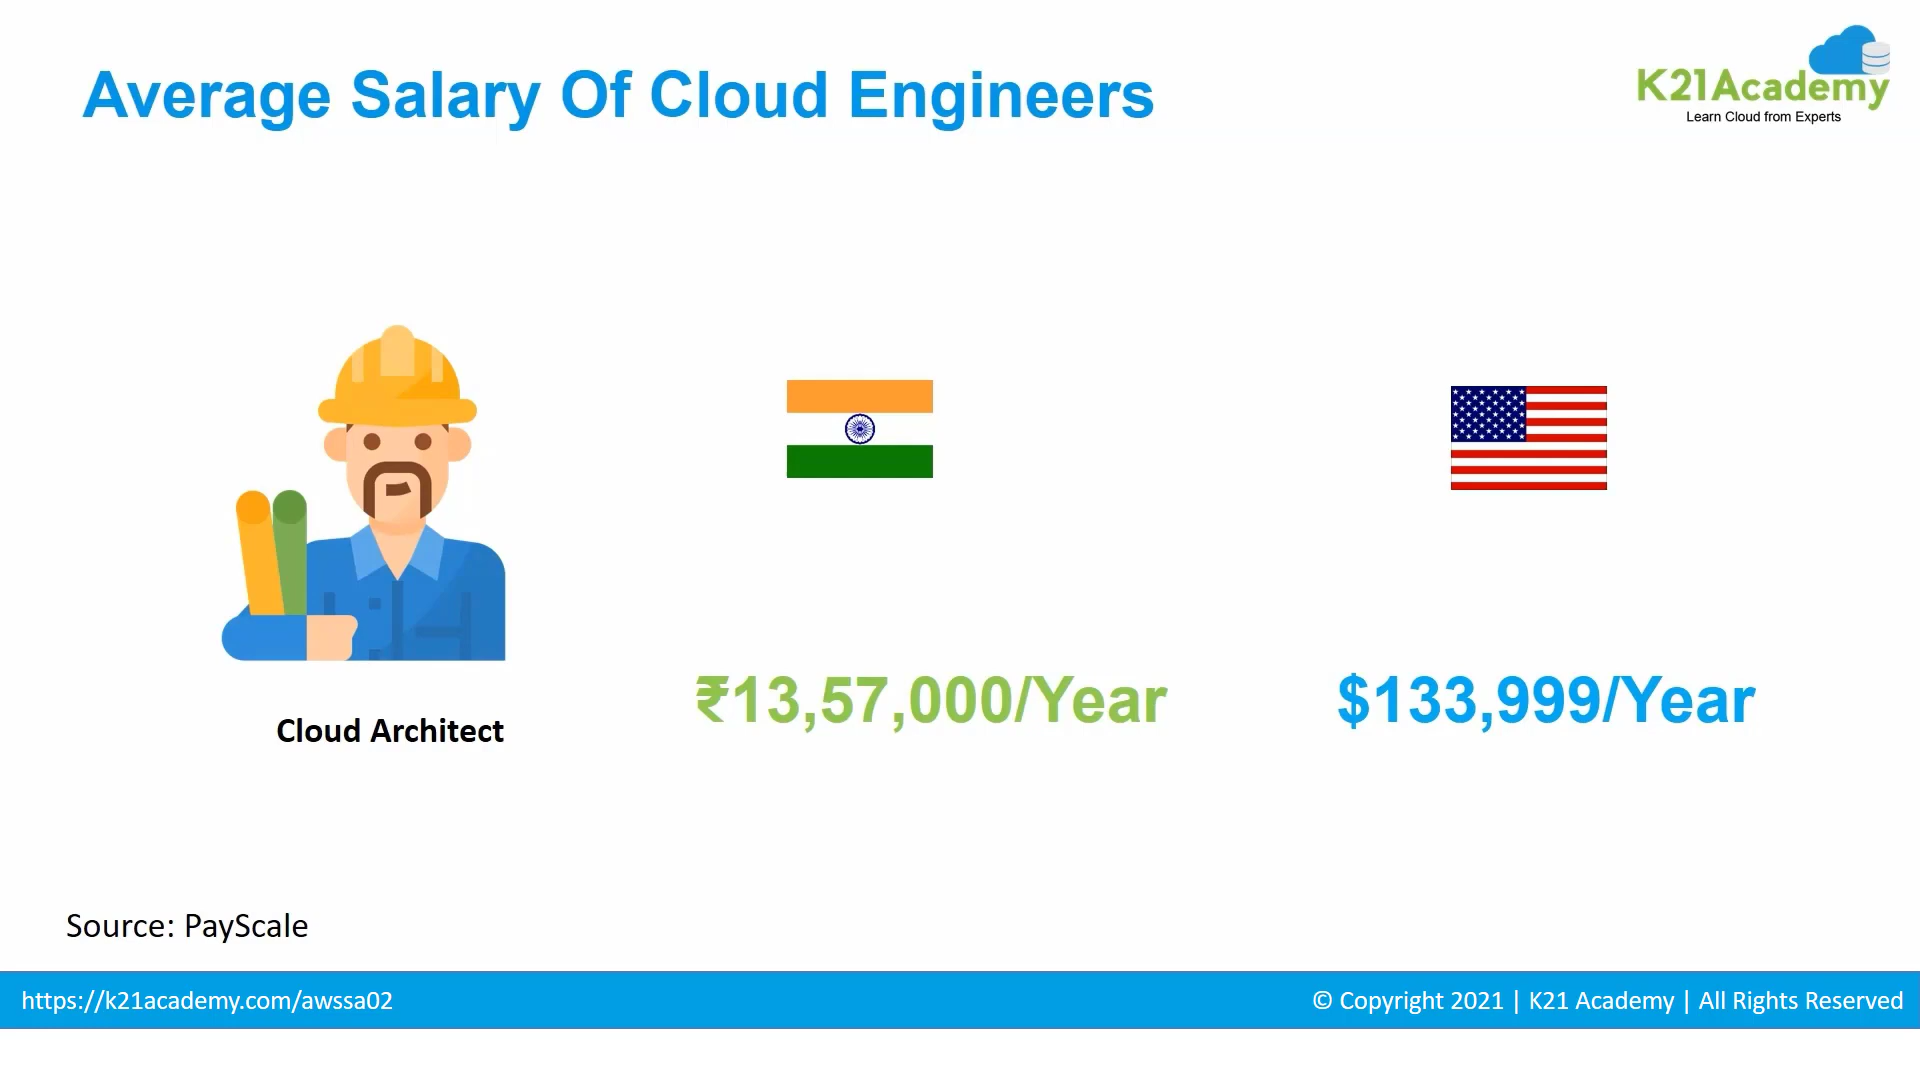 Average Salary Of Cloud Engineers
K21Academy
Learn Cloud from Experts
₹13,57,000/Year
$133,999/Year
Cloud Architect
Source: PayScale
https://k21academy.com/awssa02
© Copyright 2021 | K21 Academy | All Rights Reserved